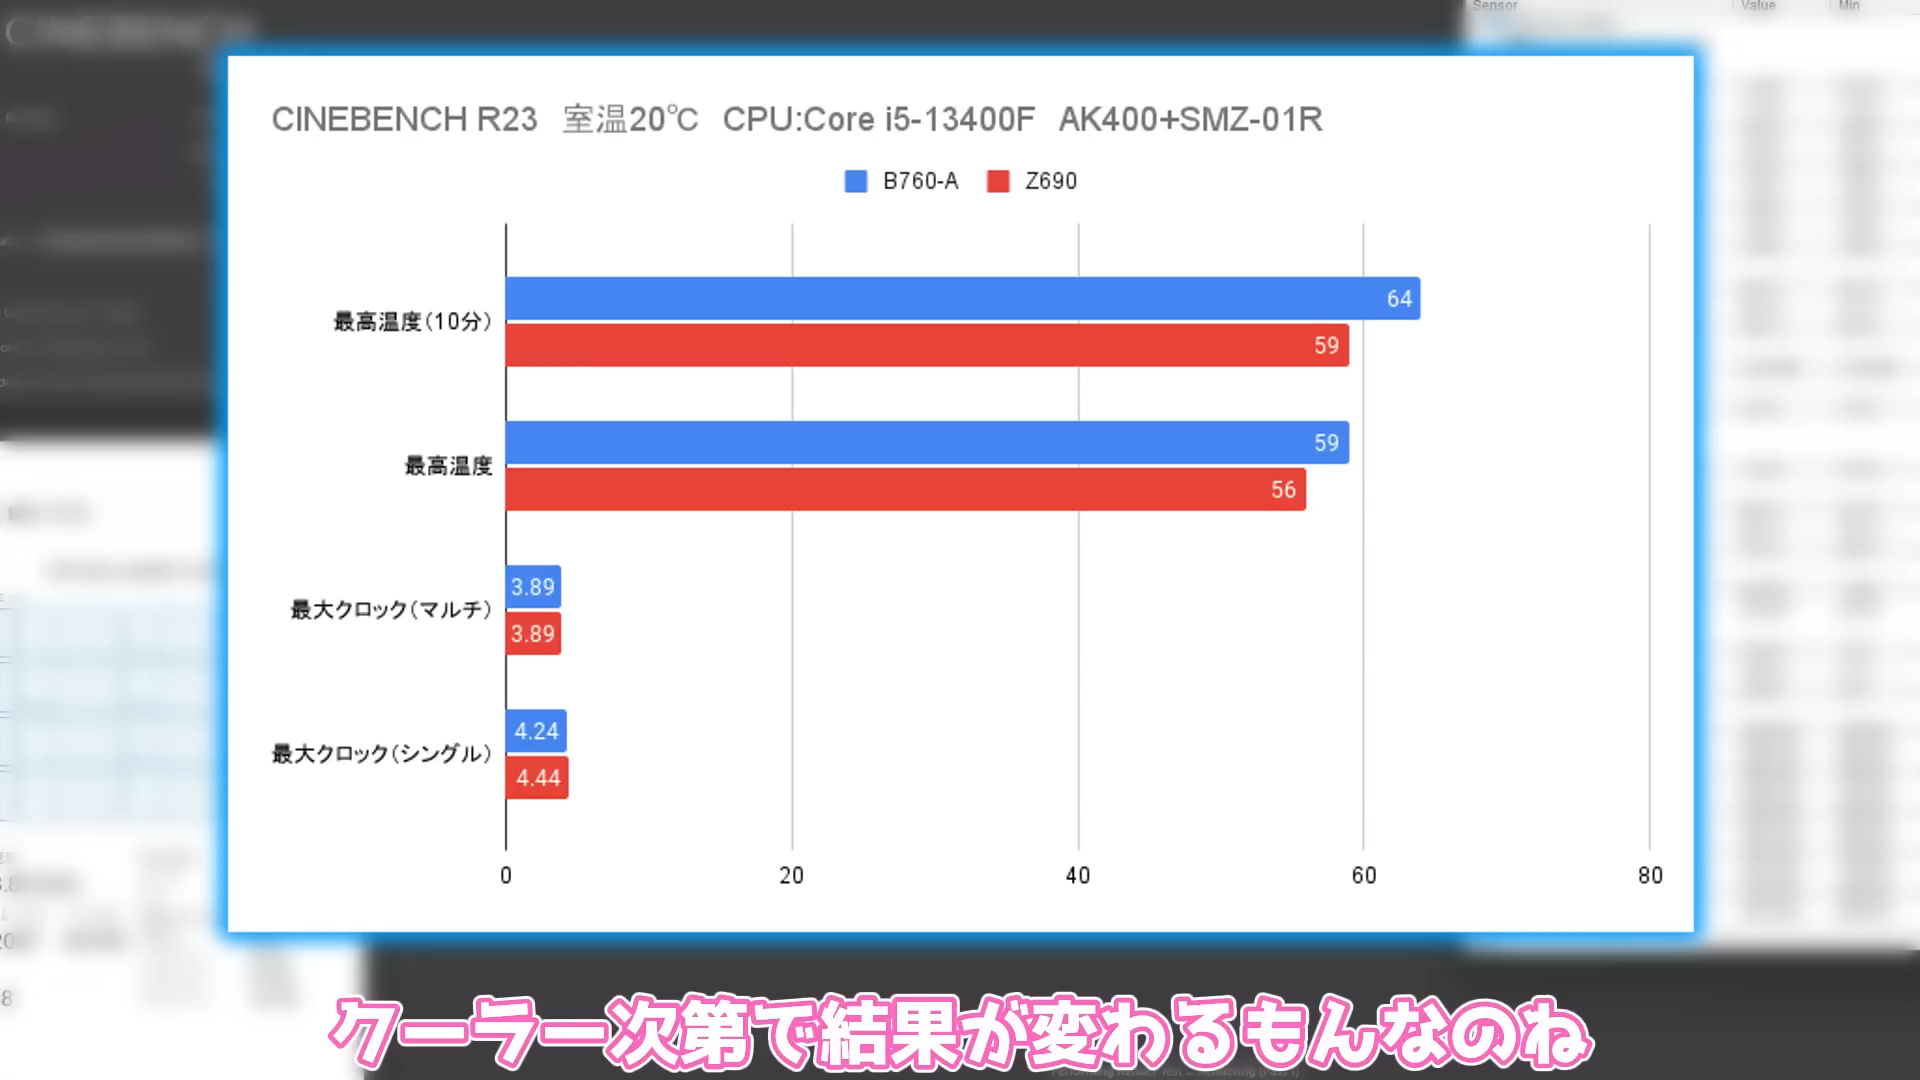 CINEBENCH
Sensor Value Min
CINEBENCH R23 室温20℃ CPU:Core i5-13400F AK400+SMZ-01R
B760-A Z690
最高温度(10分)
64
59
最高温度
59
56
最大クロック(マルチ)
3.89
3.89
最大クロック(シングル)
4.24
4.44
0 20 40 60 80
クーラー次第で結果が変わるもんなのね